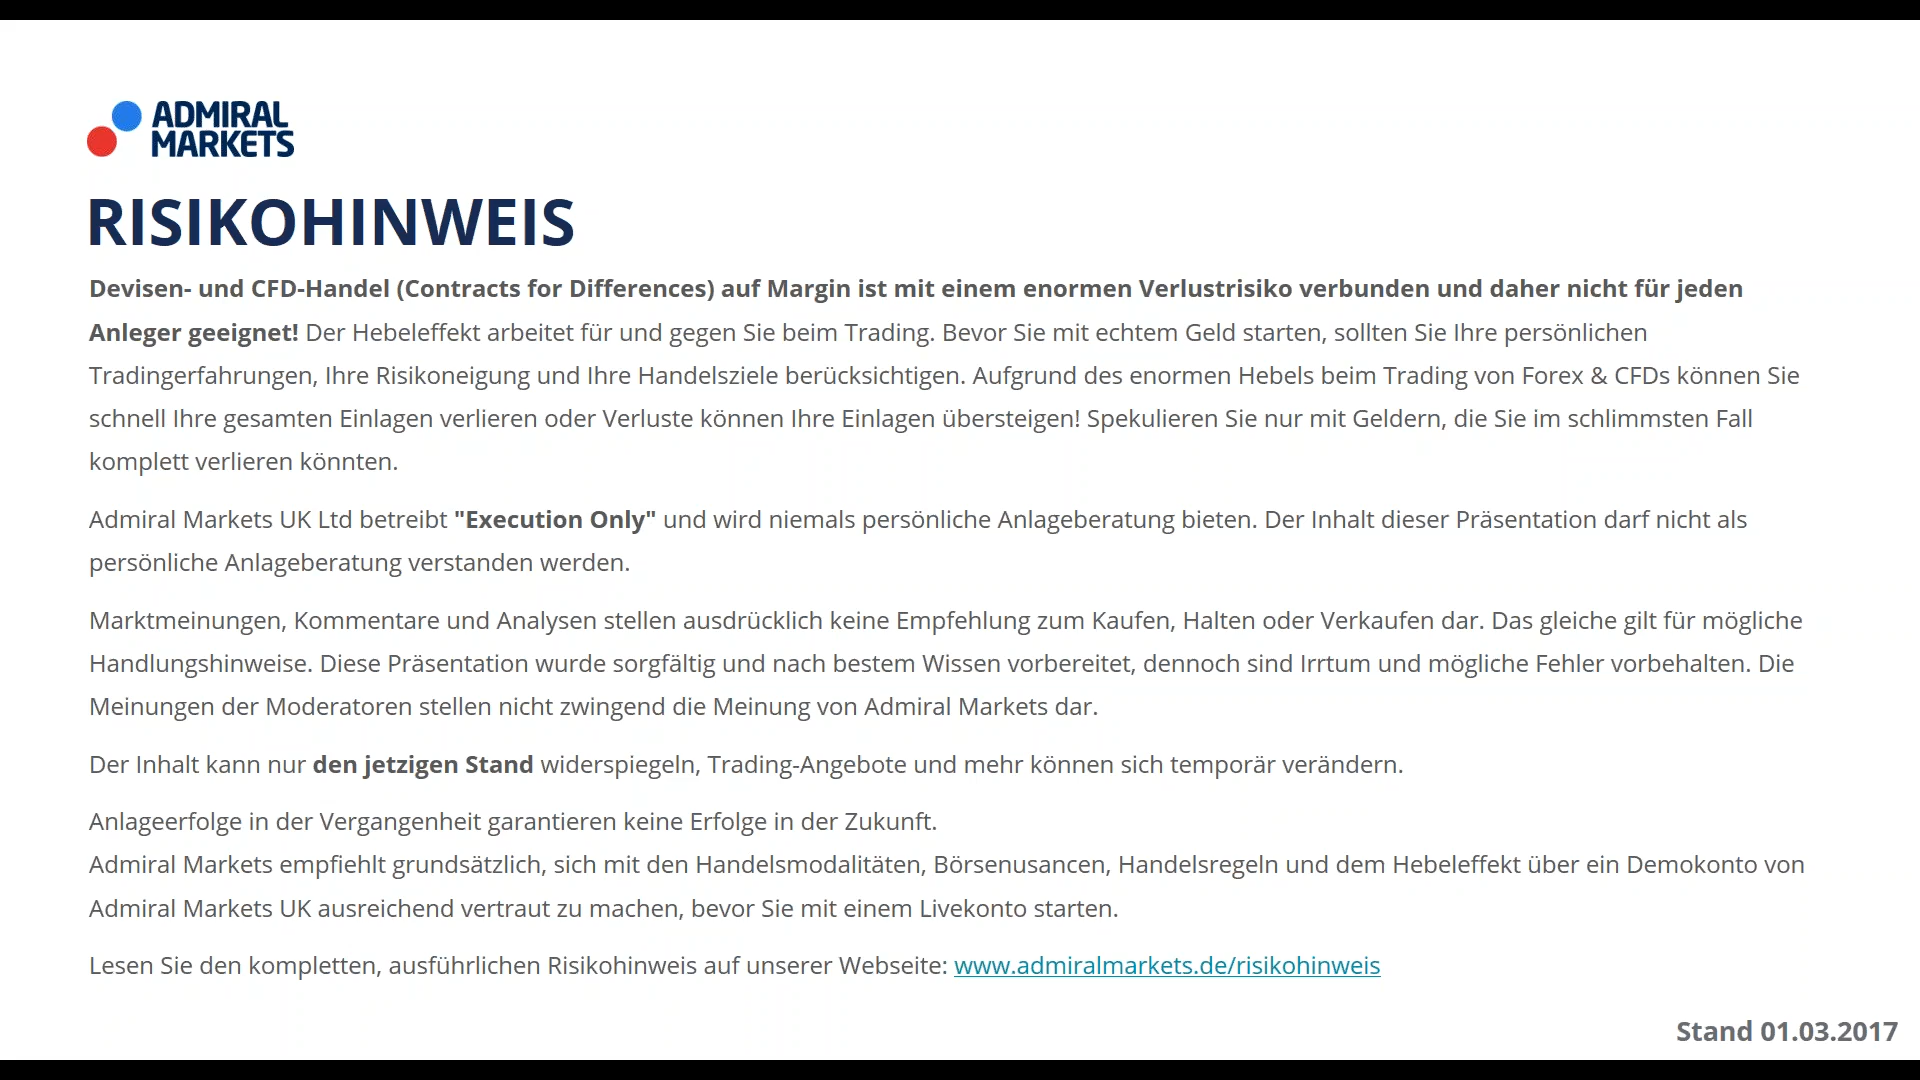 ADMIRAL
MARKETS
RISIKOHINWEIS
Devisen- und CFD-Handel (Contracts for Differences) auf Margin ist mit einem enormen Verlustrisiko verbunden und daher nicht für jeden
Anleger geeignet! Der Hebeleffekt arbeitet für und gegen Sie beim Trading. Bevor Sie mit echtem Geld starten, sollten Sie Ihre persönlichen
Tradingerfahrungen, Ihre Risikoneigung und Ihre Handelsziele berücksichtigen. Aufgrund des enormen Hebels beim Trading von Forex & CFDs können Sie
schnell Ihre gesamten Einlagen verlieren oder Verluste können Ihre Einlagen übersteigen! Spekulieren Sie nur mit Geldern, die Sie im schlimmsten Fall
komplett verlieren könnten.
Admiral Markets UK Ltd betreibt "Execution Only" und wird niemals persönliche Anlageberatung bieten. Der Inhalt dieser Präsentation darf nicht als
persönliche Anlageberatung verstanden werden.
Marktmeinungen, Kommentare und Analysen stellen ausdrücklich keine Empfehlung zum Kaufen, Halten oder Verkaufen dar. Das gleiche gilt für mögliche
Handlungshinweise. Diese Präsentation wurde sorgfältig und nach bestem Wissen vorbereitet, dennoch sind Irrtum und mögliche Fehler vorbehalten. Die
Meinungen der Moderatoren stellen nicht zwingend die Meinung von Admiral Markets dar.
Der Inhalt kann nur den jetzigen Stand widerspiegeln, Trading-Angebote und mehr können sich temporär verändern.
Anlageerfolge in der Vergangenheit garantieren keine Erfolge in der Zukunft.
Admiral Markets empfiehlt grundsätzlich, sich mit den Handelsmodalitäten, Börsenusancen, Handelsregeln und dem Hebeleffekt über ein Demokonto von
Admiral Markets UK ausreichend vertraut zu machen, bevor Sie mit einem Livekonto starten.
Lesen Sie den kompletten, ausführlichen Risikohinweis auf unserer Webseite: www.admiralmarkets.de/risikohinweis
Stand 01.03.2017